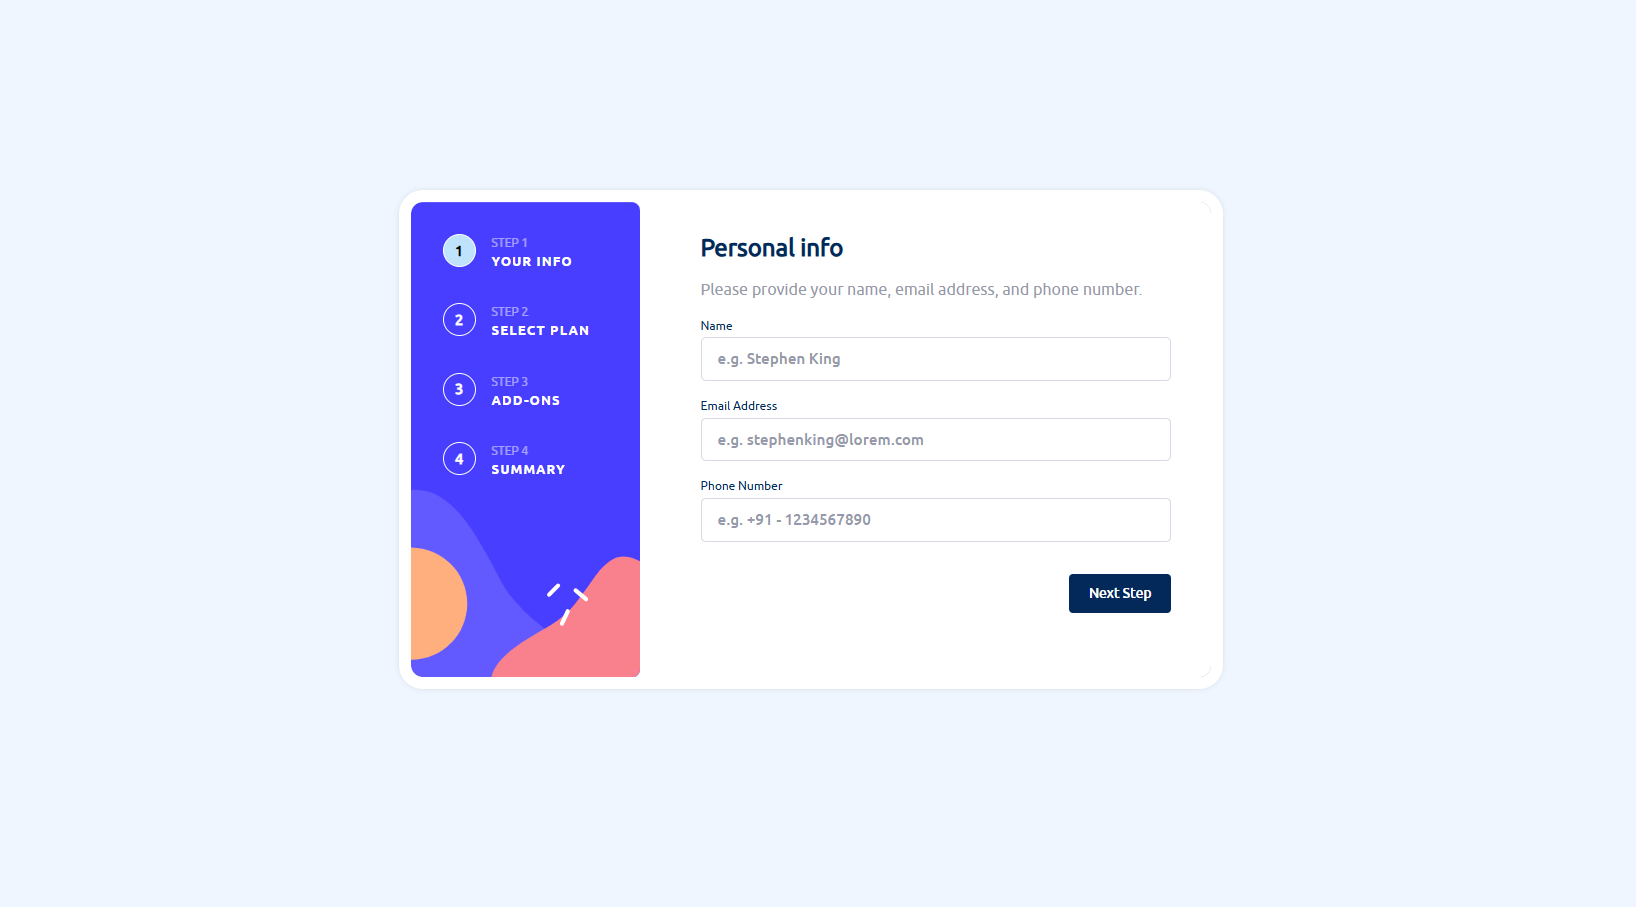 1
STEP 1
YOUR INFO
2
STEP 2
SELECT PLAN
3
STEP 3
ADD-ONS
4
STEP 4
SUMMARY
Personal info
Please provide your name, email address, and phone number.
Name
e.g. Stephen King
Email Address
e.g. stephenking@lorem.com
Phone Number
e.g. +91 - 1234567890
Next Step